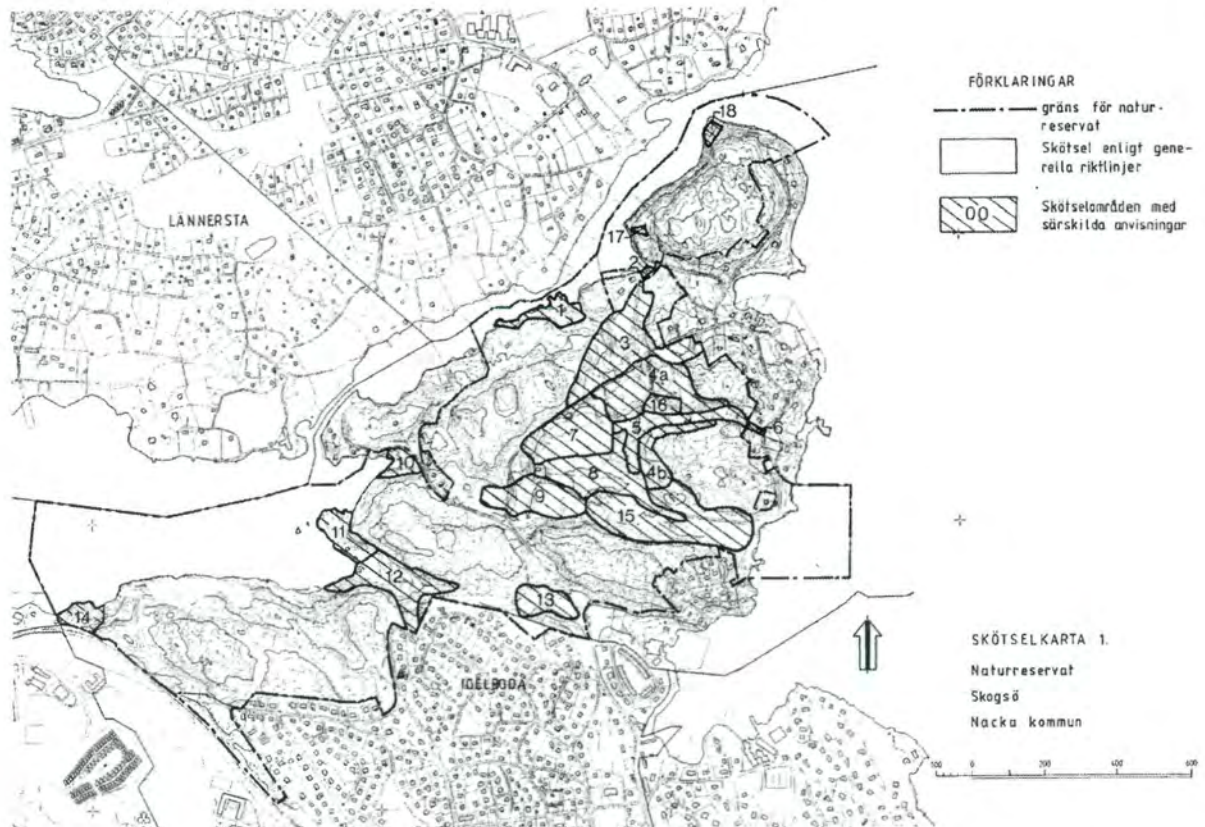 FÖRKLARINGAR
gräns för natur-
reservat
Skötsel enligt gene-
rella riktlinjer
00
Skötselområden med
särskilda anvisningar
18
LÄNNERSTA
17
2
1
3
4a
16
5
6
7
10
8
4b
9
15
11
12
13
14
SKÖTSELKARTA 1.
Naturreservat
Skogsö
Nacka kommun
100 0 200 400 600